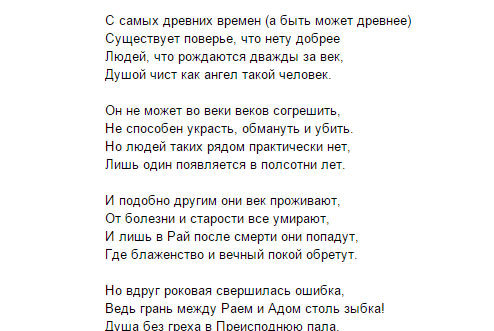 С самых древних времен (а быть может древнее)
Существует поверье, что нету добрее
Людей, что рождаются дважды за век,
Душой чист как ангел такой человек.

Он не может во веки веков согрешить,
Не способен украсть, обмануть и убить.
Но людей таких рядом практически нет,
Лишь один появляется в полсотни лет.

И подобно другим они век проживают,
От болезни и старости все умирают,
И лишь в Рай после смерти они попадут,
Где блаженство и вечный покой обретут.

Но вдруг роковая свершилась ошибка,
Ведь грань между Раем и Адом столь зыбка!
Душа без греха в Преисподнюю пала,